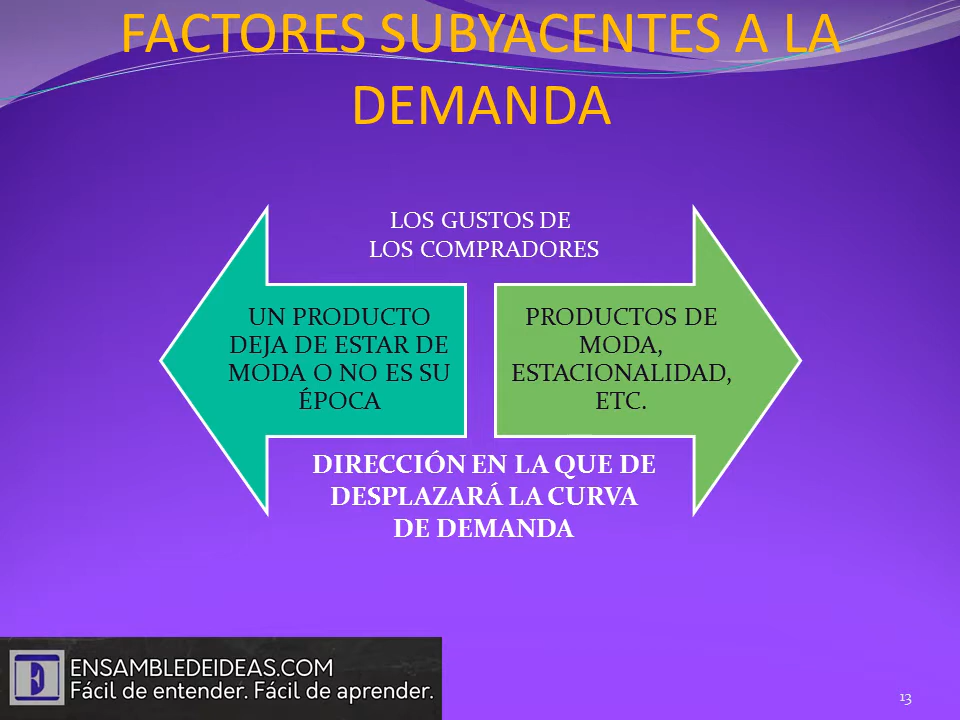 FACTORES SUBYACENTES A LA
DEMANDA
LOS GUSTOS DE
LOS COMPRADORES
UN PRODUCTO
DEJA DE ESTAR DE
MODA O NO ES SU
ÉPOCA
PRODUCTOS DE
MODA,
ESTACIONALIDAD,
ETC.
DIRECCIÓN EN LA QUE DE
DESPLAZARÁ LA CURVA
DE DEMANDA
E
ENSAMBLEDEIDEAS.COM
Fácil de entender. Fácil de aprender.
13